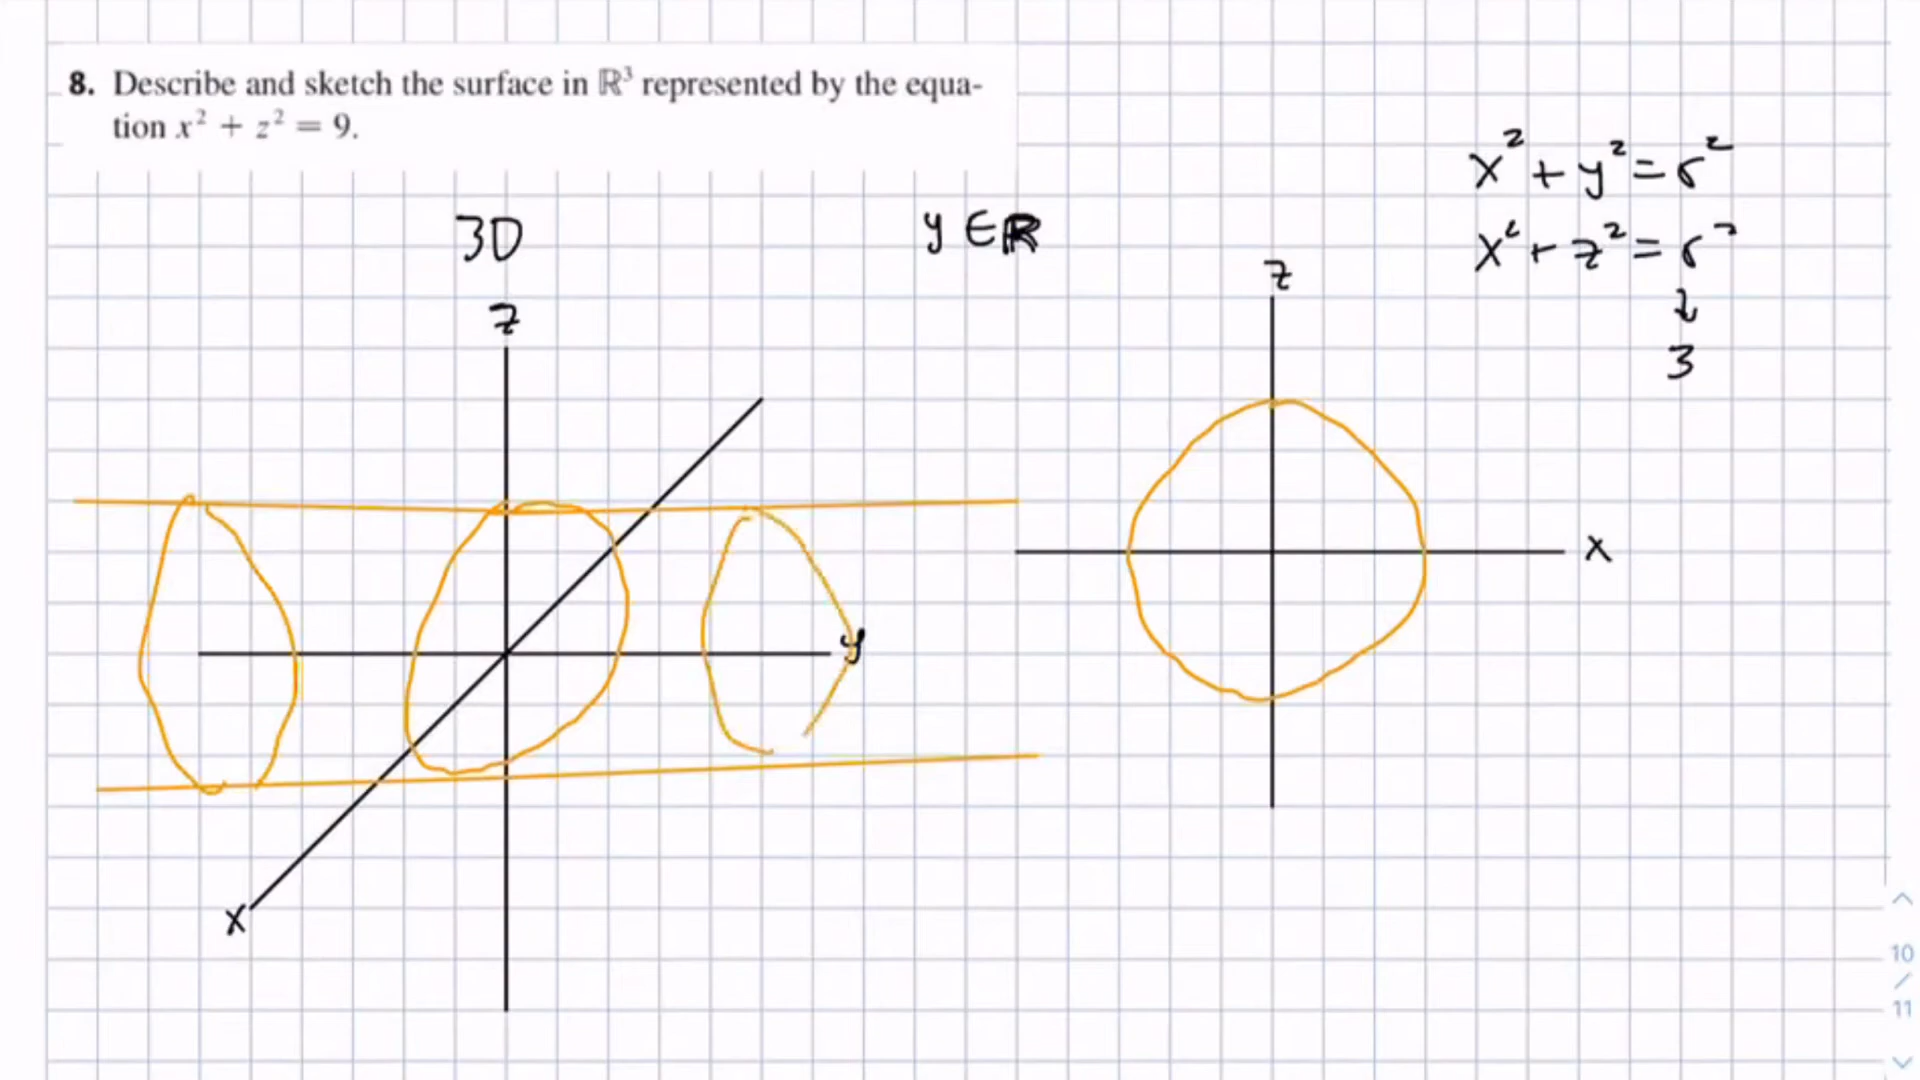 8. Describe and sketch the surface in ℝ³ represented by the equa-
tion x² + z² = 9.
x² + y² = r²
3D
y ∈ ℝ
x² + z² = r²
z
↓
z
3
x
y
x
10
/
11